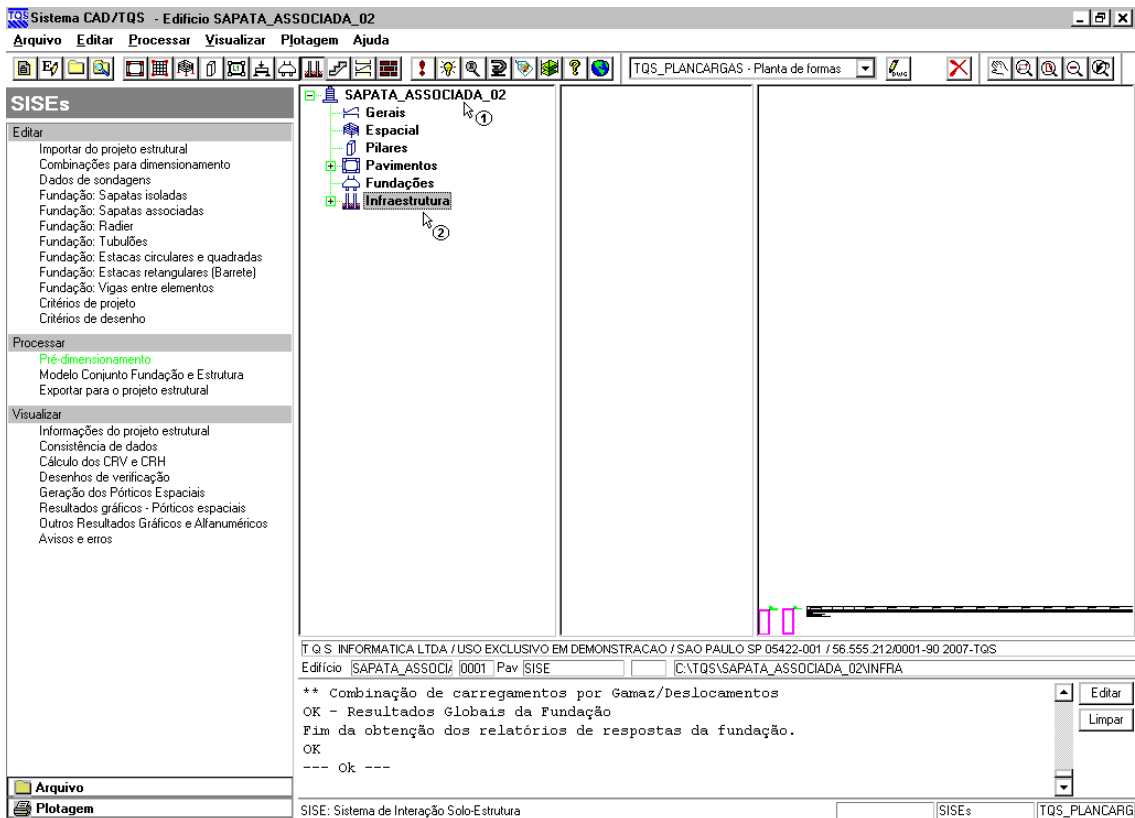 TQS Sistema CAD/TQS - Edificio SAPATA_ASSOCIADA_02
Arquivo Editar Processar Visualizar Plotagem Ajuda
TQS_PLANCARGAS - Planta de formas
DWG
SISEs
Editar
Importar do projeto estrutural
Combinações para dimensionamento
Dados de sondagens
Fundação: Sapatas isoladas
Fundação: Sapatas associadas
Fundação: Radier
Fundação: Tubulões
Fundação: Estacas circulares e quadradas
Fundação: Estacas retangulares (Barrete)
Fundação: Vigas entre elementos
Critérios de projeto
Critérios de desenho
Processar
Pré-dimensionamento
Modelo Conjunto Fundação e Estrutura
Exportar para o projeto estrutural
Visualizar
Informações do projeto estrutural
Consistência de dados
Cálculo dos CRV e CRH
Desenhos de verificação
Geração dos Pórticos Espaciais
Resultados gráficos - Pórticos espaciais
Outros Resultados Gráficos e Alfanuméricos
Avisos e erros
Arquivo
Plotagem
SAPATA_ASSOCIADA_02
1
Gerais
Espacial
Pilares
Pavimentos
Fundações
Infraestrutura
2
T Q S INFORMATICA LTDA / USO EXCLUSIVO EM DEMONSTRACAO / SAO PAULO SP 05422-001 / 56.555.212/0001-90 2007-TQS
Edifício SAPATA_ASSOCIA 0001 Pav SISE C:\TQS\SAPATA_ASSOCIADA_02\INFRA
** Combinação de carregamentos por Gamaz/Deslocamentos
OK - Resultados Globais da Fundação
Fim da obtenção dos relatórios de respostas da fundação.
OK
--- Ok ---
Editar
Limpar
SISE: Sistema de Interação Solo-Estrutura SISEs TQS_PLANCARG